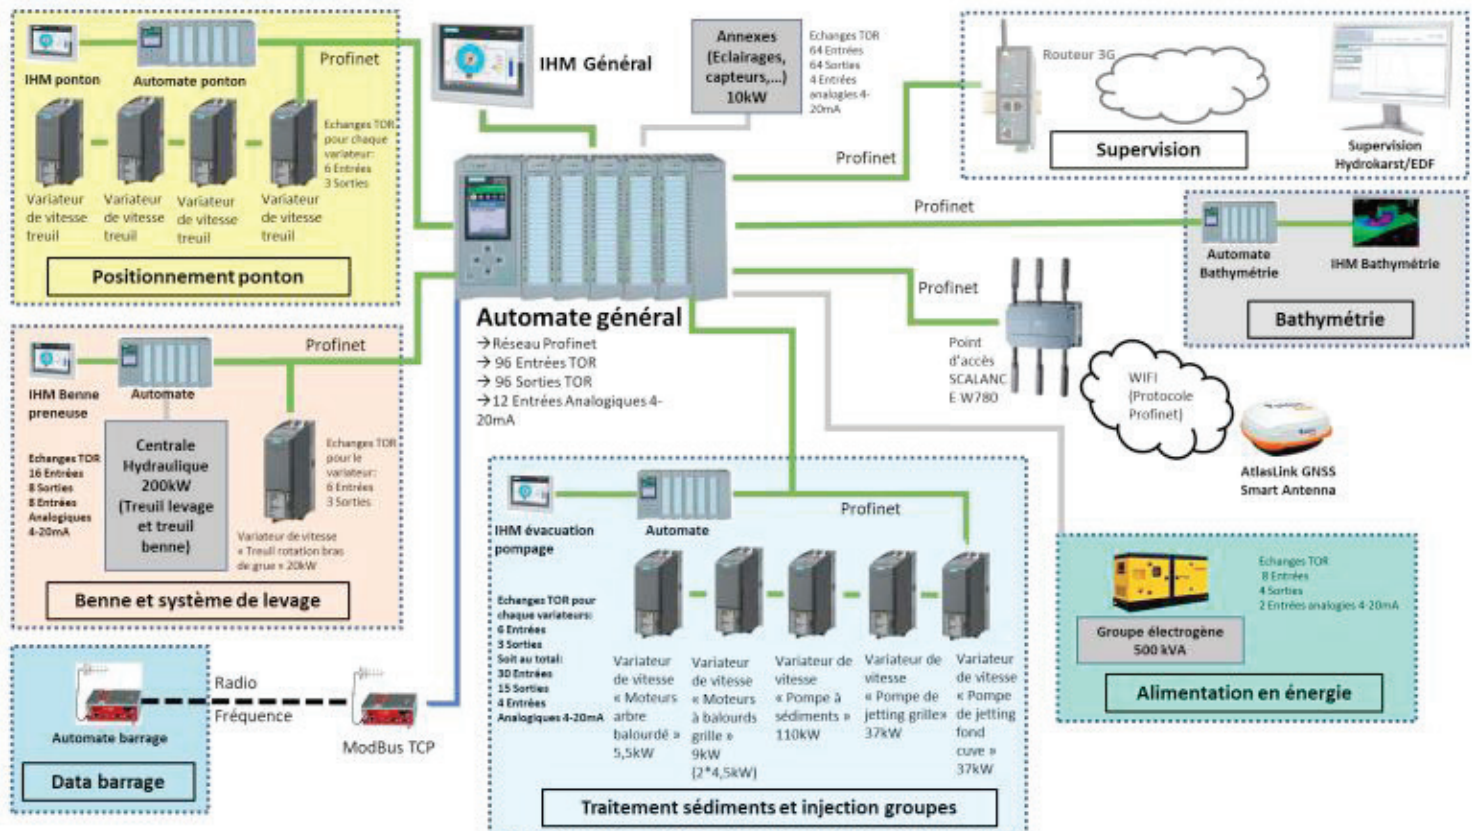 IHM ponton
Automate ponton
Profinet
Echanges TOR
pour chaque
variateur:
6 Entrées
3 Sorties
Variateur
de vitesse
treuil
Variateur
de vitesse
treuil
Variateur
de vitesse
treuil
Variateur
de vitesse
treuil
Positionnement ponton
IHM Général
Annexes
(Eclairages,
capteurs,...)
10kW
Echanges TOR
64 Entrées
64 Sorties
4 Entrées
analogies 4-
20mA
Profinet
Routeur 3G
Supervision
Supervision
Hydrokarst/EDF
Profinet
Automate
Bathymétrie
IHM Bathymétrie
Bathymétrie
Automate général
→Réseau Profinet
→ 96 Entrées TOR
→ 96 Sorties TOR
→12 Entrées Analogiques 4-
20mA
Profinet
Point
d'accès
SCALANC
E W780
WIFI
(Protocole
Profinet)
AtlasLink GNSS
Smart Antenna
IHM Benne
preneuse
Automate
Profinet
Echanges TOR
16 Entrées
8 Sorties
8 Entrées
Analogiques
4-20mA
Centrale
Hydraulique
200kW
(Treuil levage
et treuil
benne)
Echanges TOR
pour le
variateur:
6 Entrées
3 Sorties
Variateur de vitesse
« Treuil rotation bras
de grue » 20kW
Benne et système de levage
Automate barrage
Data barrage
Radio
Fréquence
ModBus TCP
IHM évacuation
pompage
Automate
Profinet
Echanges TOR pour
chaque variateurs:
6 Entrées
3 Sorties
Soit au total:
30 Entrées
15 Sorties
4 Entrées
Analogiques 4-20mA
Variateur
de vitesse
« Moteurs
arbre
balourdé »
5,5kW
Variateur
de vitesse
« Moteurs
à balourds
grille »
9kW
(2*4,5kW)
Variateur de
vitesse
« Pompe à
sédiments »
110kW
Variateur de
vitesse
« Pompe de
jetting grille»
37kW
Variateur
de vitesse
« Pompe
de jetting
fond
cuve »
37kW
Traitement sédiments et injection groupes
Echanges TOR
8 Entrées
4 Sorties
2 Entrées analogies 4-20mA
Groupe électrogène
500 kVA
Alimentation en énergie